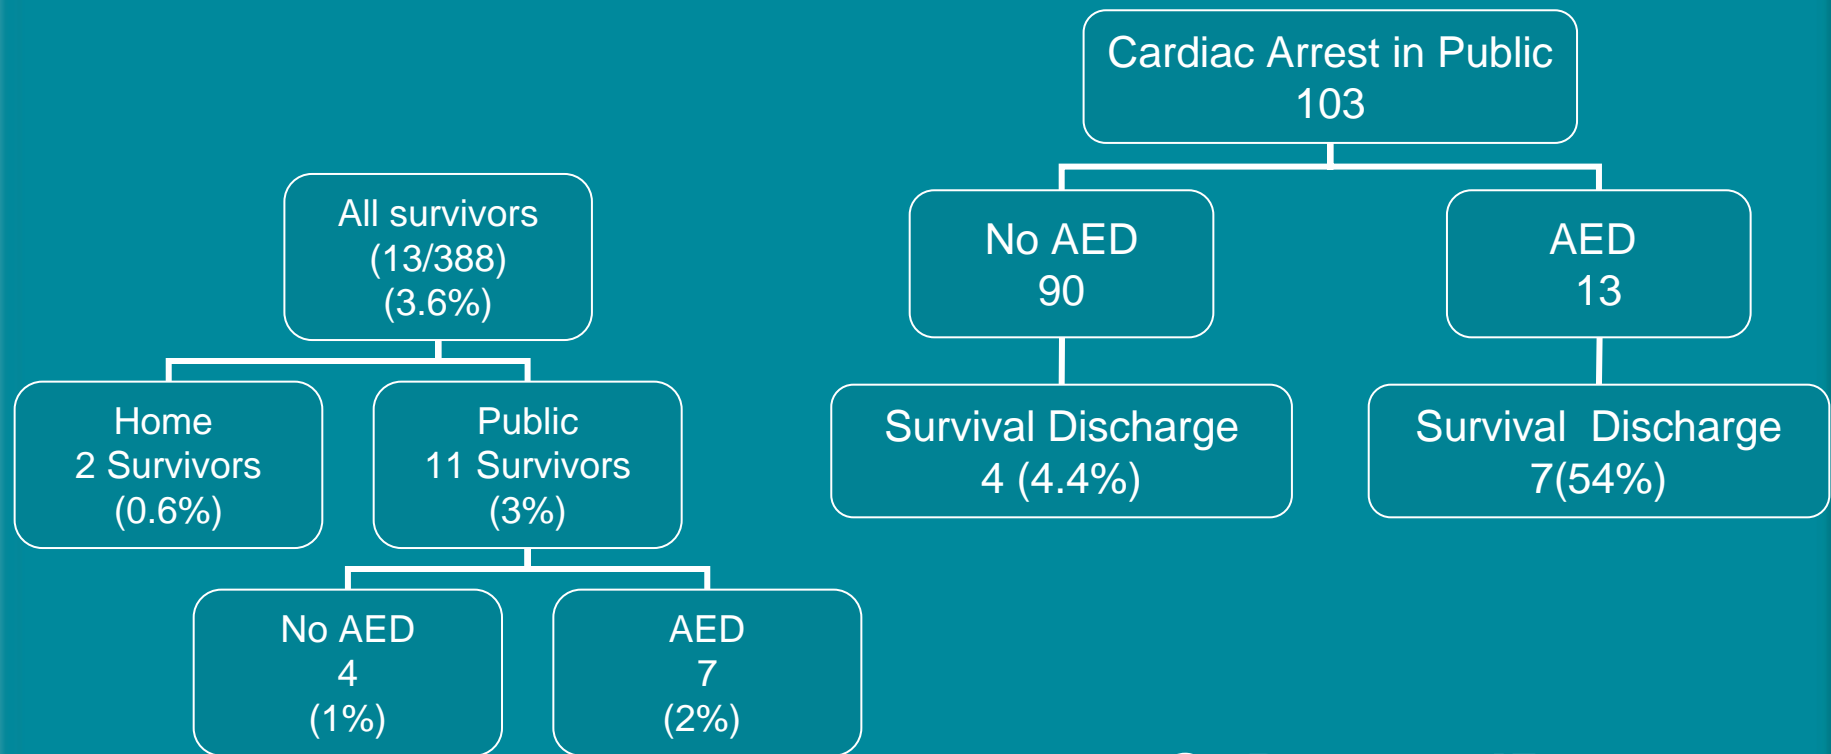 All survivors
(13/388)
(3.6%)
Home
2 Survivors
(0.6%)
Public
11 Survivors
(3%)
No AED
4
(1%)
AED
7
(2%)
Cardiac Arrest in Public
103
No AED
90
AED
13
Survival Discharge
4 (4.4%)
Survival Discharge
7(54%)